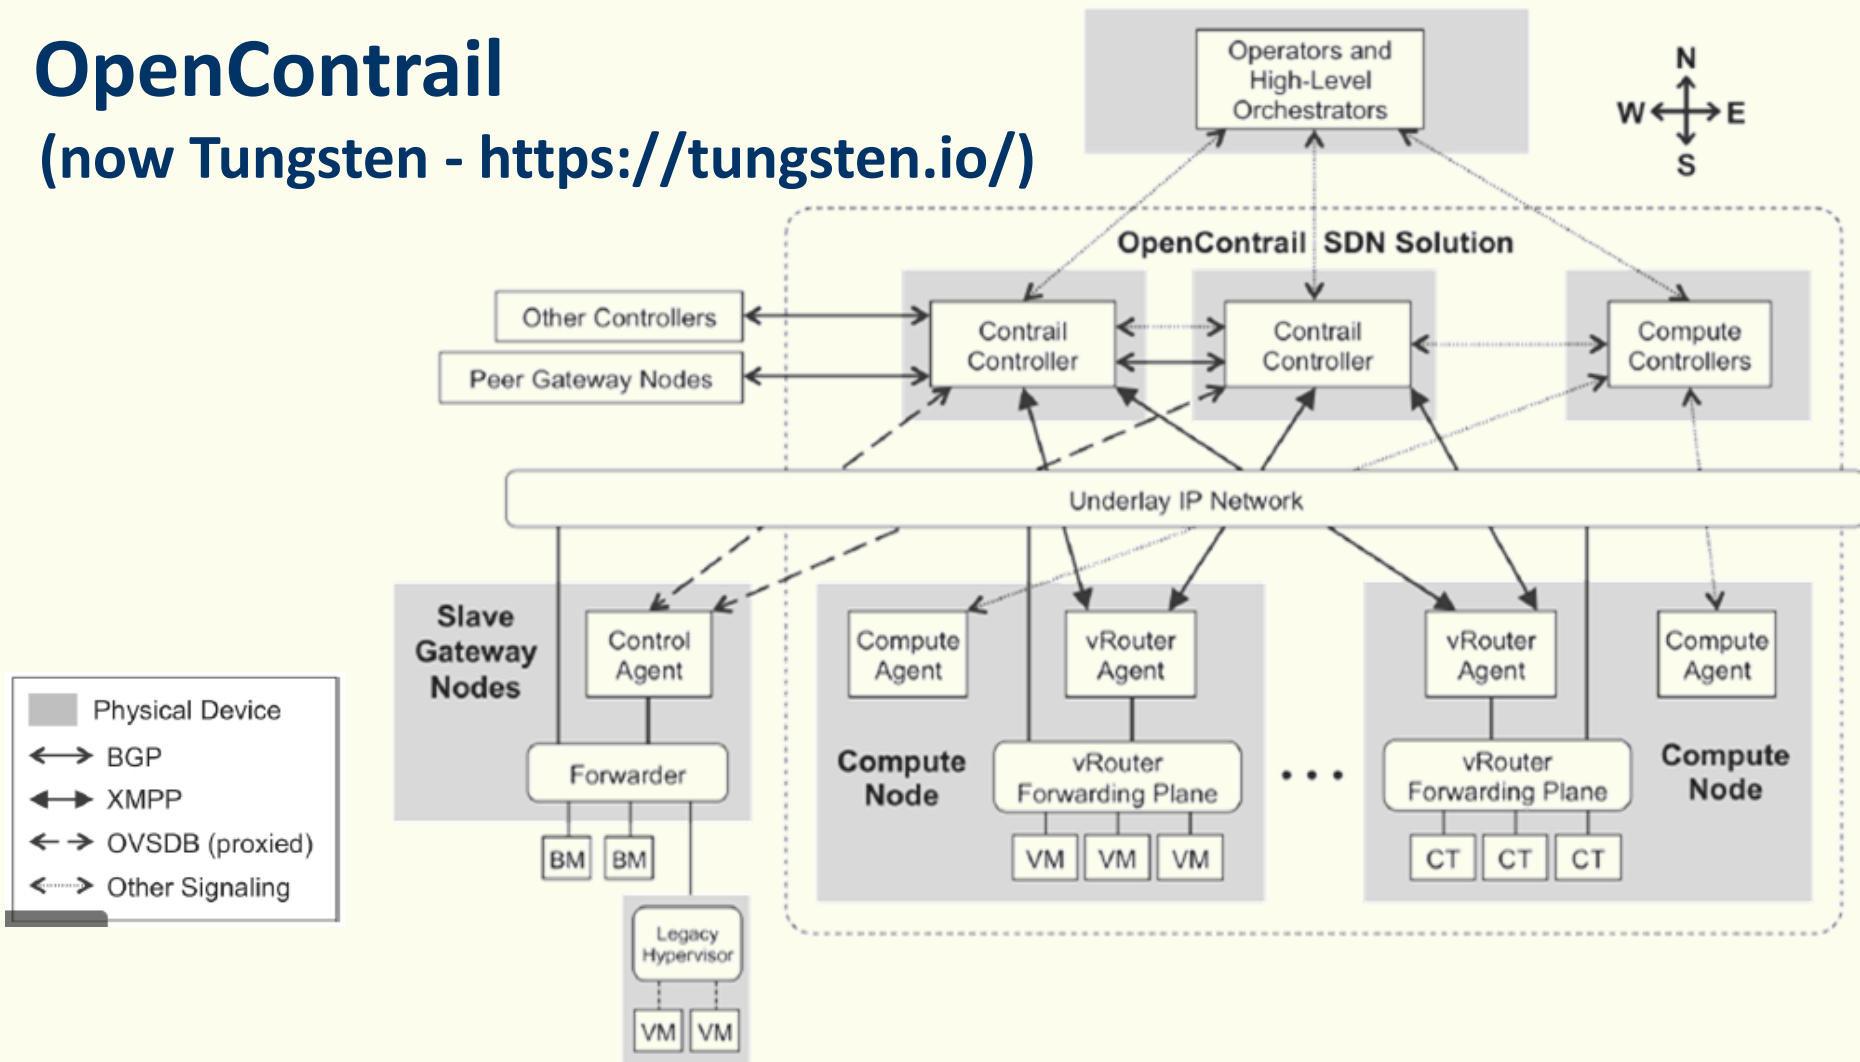 OpenContrail
(now Tungsten - https://tungsten.io/)
Operators and
High-Level
Orchestrators
N
W
E
S
OpenContrail SDN Solution
Other Controllers
Peer Gateway Nodes
Contrail
Controller
Contrail
Controller
Compute
Controllers
Underlay IP Network
Slave
Gateway
Nodes
Control
Agent
Forwarder
BM
BM
Legacy
Hypervisor
VM
VM
Compute
Agent
vRouter
Agent
Compute
Node
vRouter
Forwarding Plane
VM
VM
VM
• • •
vRouter
Agent
Compute
Agent
vRouter
Forwarding Plane
Compute
Node
CT
CT
CT
Physical Device
BGP
XMPP
OVSDB (proxied)
Other Signaling